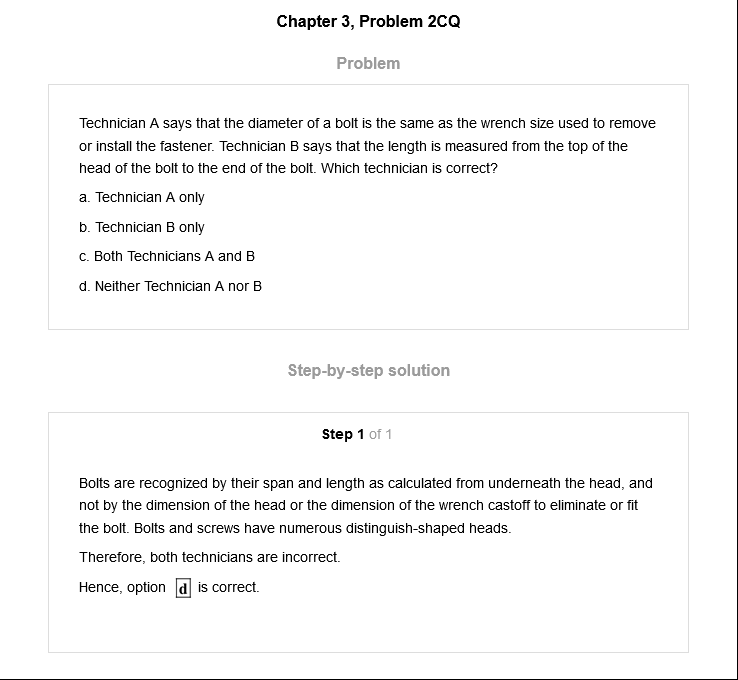 Chapter 3, Problem 2CQ
Problem
Technician A says that the diameter of a bolt is the same as the wrench size used to remove
or install the fastener. Technician B says that the length is measured from the top of the
head of the bolt to the end of the bolt. Which technician is correct?
a. Technician A only
b. Technician B only
c. Both Technicians A and B
d. Neither Technician A nor B
Step-by-step solution
Step 1 of 1
Bolts are recognized by their span and length as calculated from underneath the head, and
not by the dimension of the head or the dimension of the wrench castoff to eliminate or fit
the bolt. Bolts and screws have numerous distinguish-shaped heads.
Therefore, both technicians are incorrect.
Hence, option d is correct.